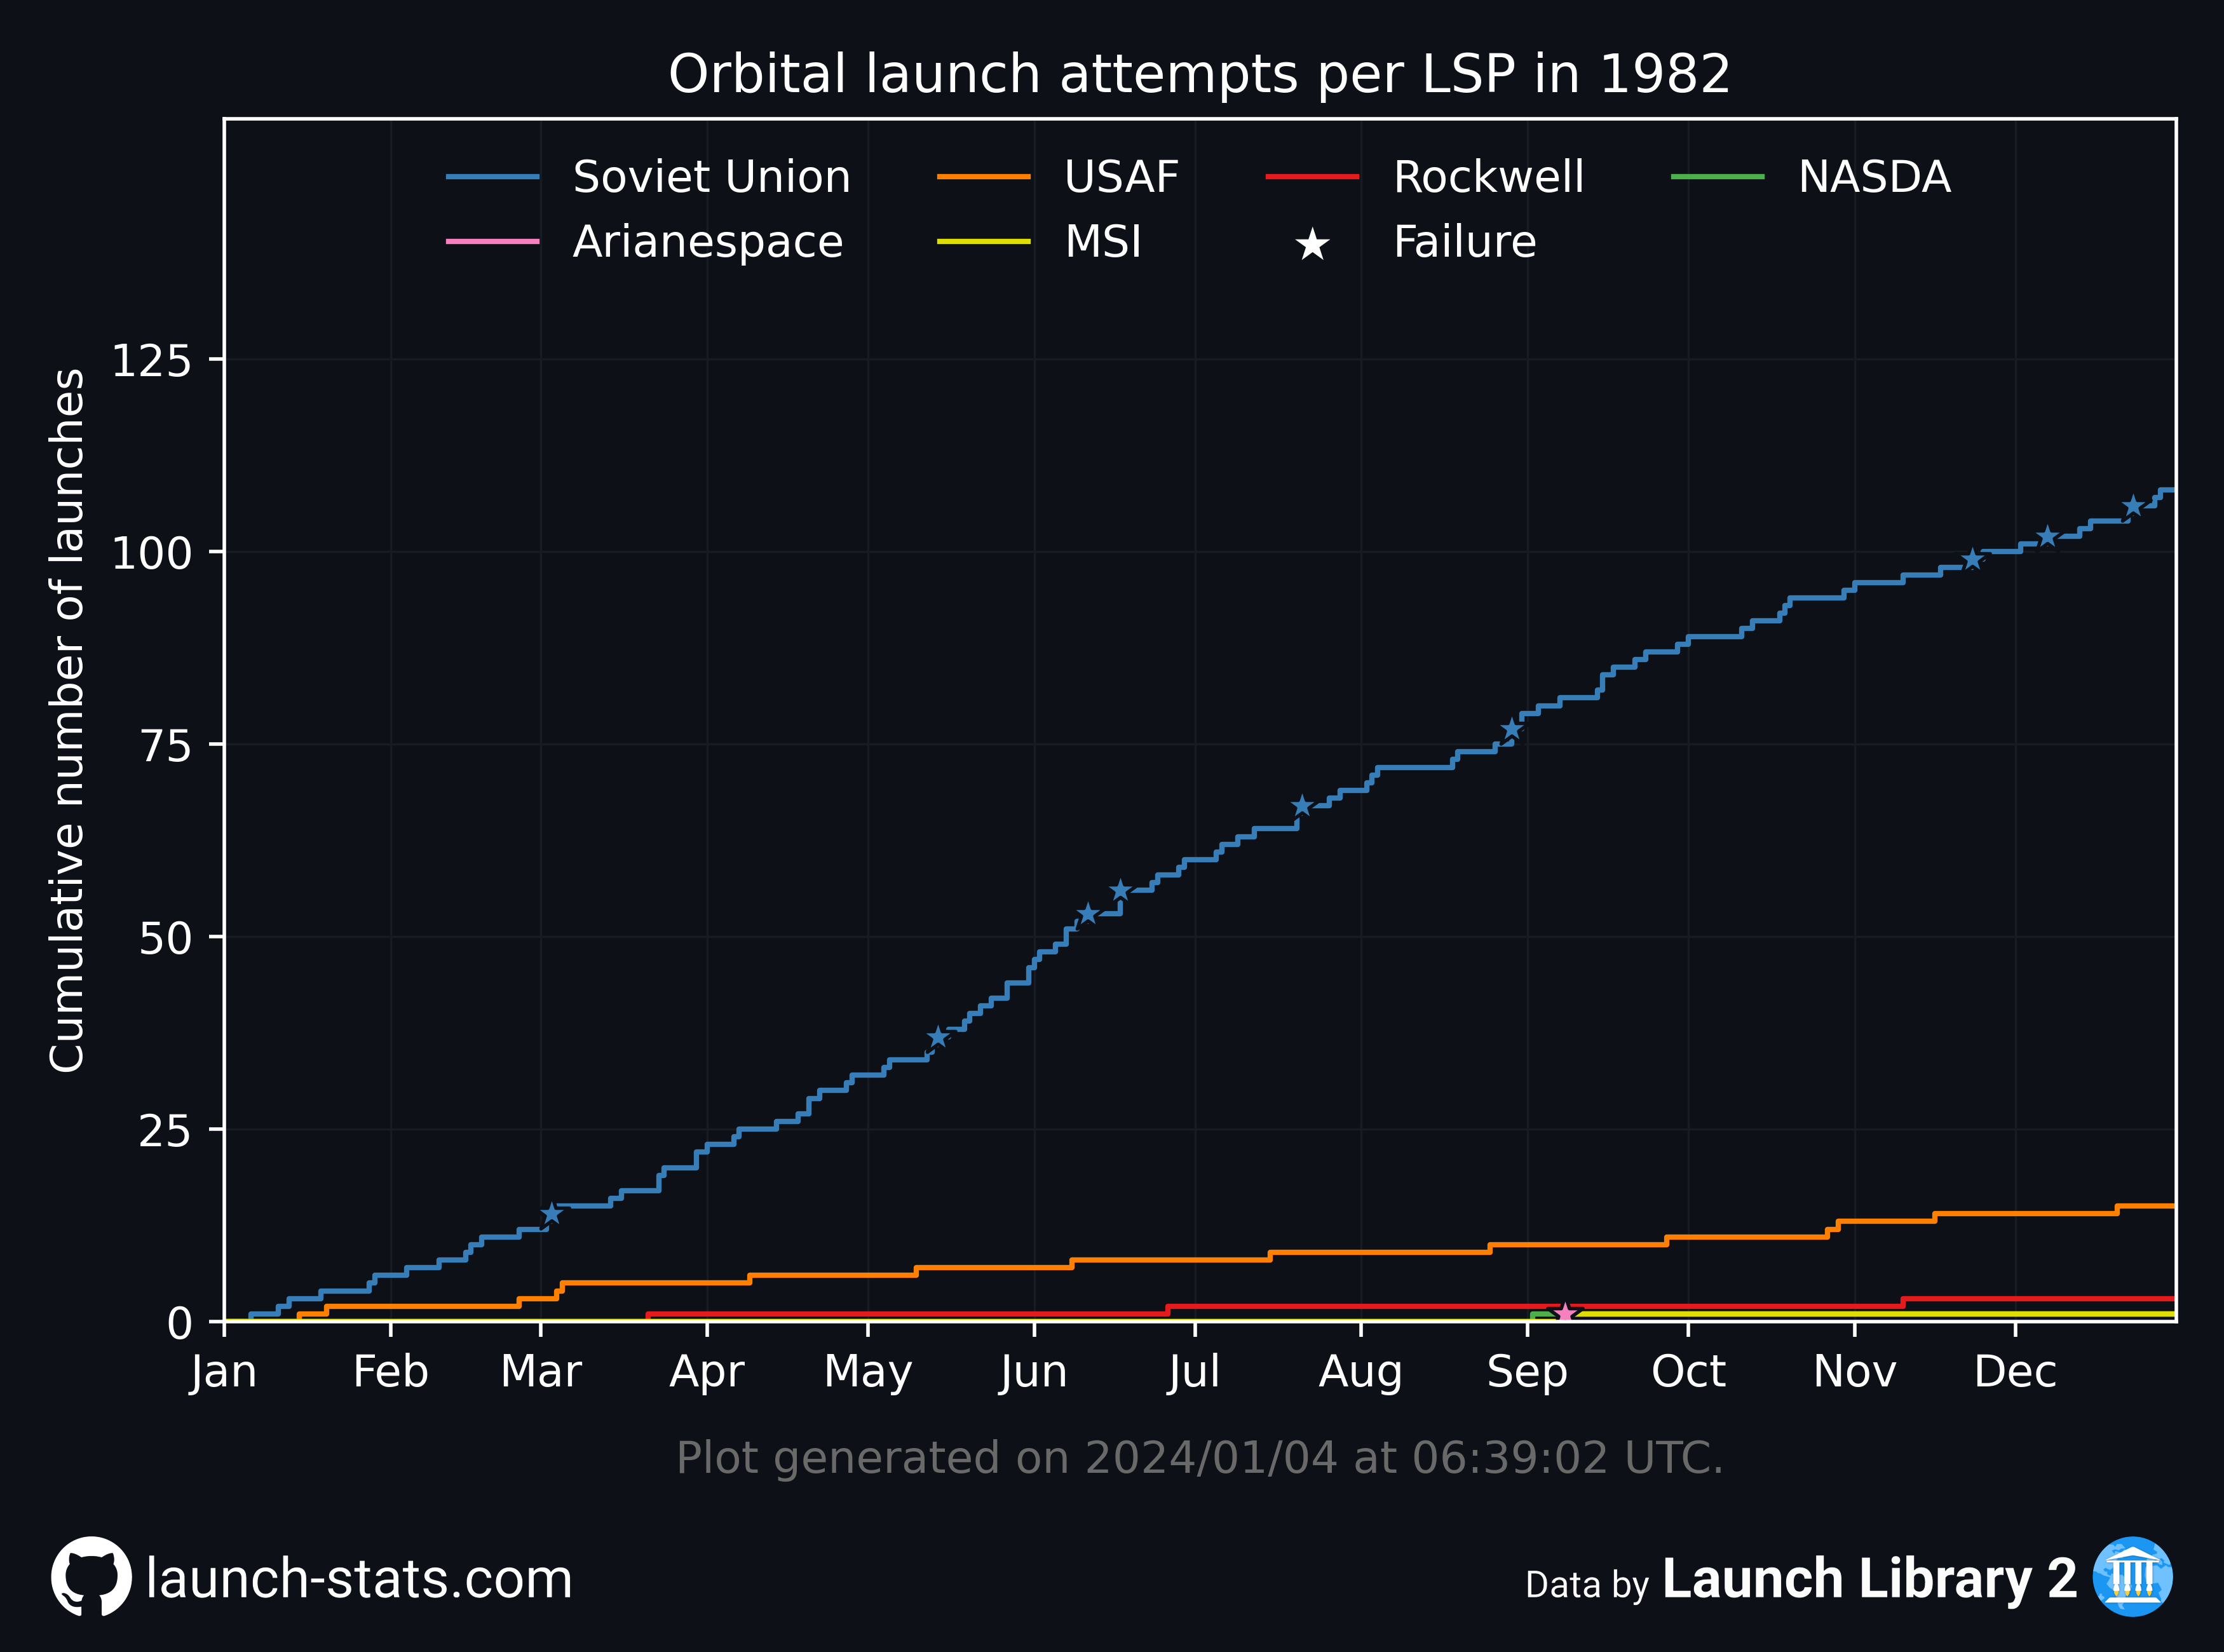 Orbital launch attempts per LSP in 1982
Soviet Union USAF Rockwell NASDA
Arianespace MSI Failure
Cumulative number of launches
125
100
75
50
25
0
Jan Feb Mar Apr May Jun Jul Aug Sep Oct Nov Dec
Plot generated on 2024/01/04 at 06:39:02 UTC.
launch-stats.com
Data by Launch Library 2